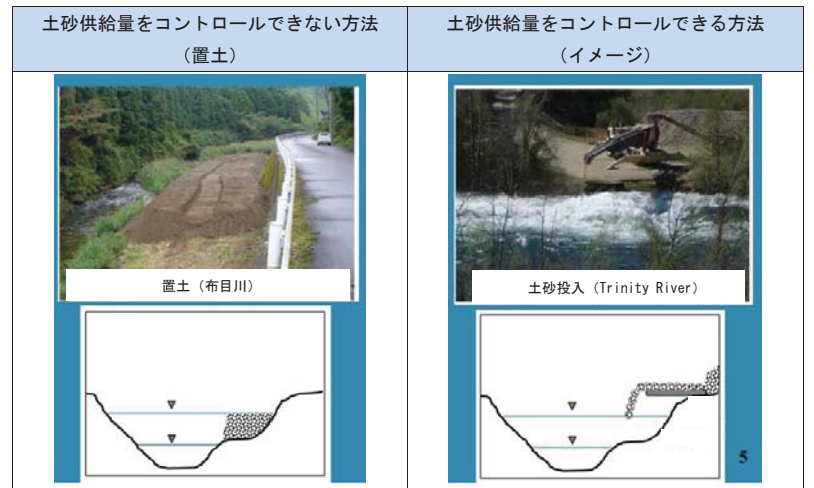 土砂供給量をコントロールできない方法
（置土）
土砂供給量をコントロールできる方法
（イメージ）
置土（布目川）
土砂投入（Trinity River）
5